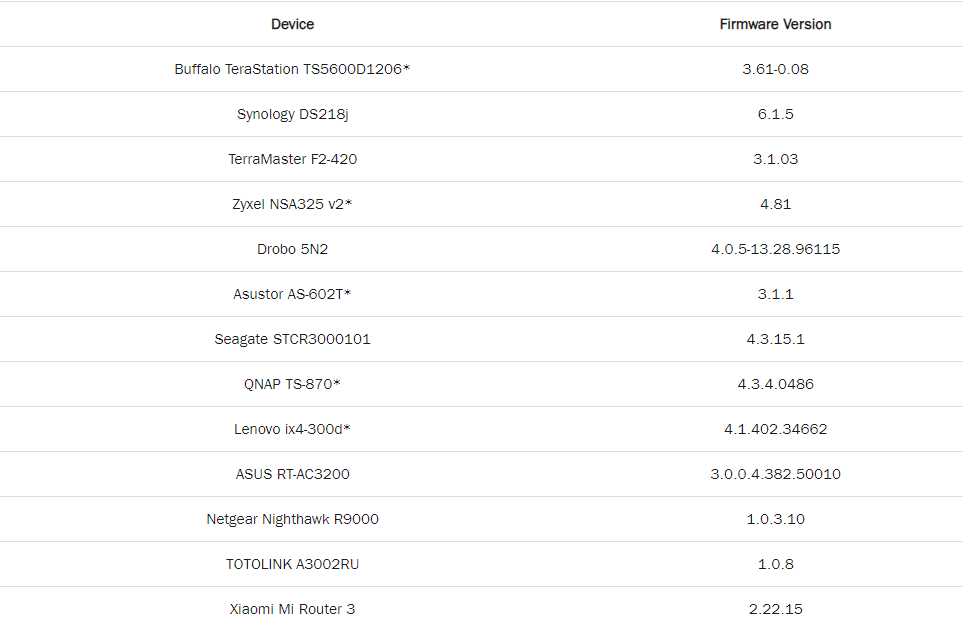 Device Firmware Version
Buffalo TeraStation TS5600D1206* 3.61-0.08
Synology DS218j 6.1.5
TerraMaster F2-420 3.1.03
Zyxel NSA325 v2* 4.81
Drobo 5N2 4.0.5-13.28.96115
Asustor AS-602T* 3.1.1
Seagate STCR3000101 4.3.15.1
QNAP TS-870* 4.3.4.0486
Lenovo ix4-300d* 4.1.402.34662
ASUS RT-AC3200 3.0.0.4.382.50010
Netgear Nighthawk R9000 1.0.3.10
TOTOLINK A3002RU 1.0.8
Xiaomi Mi Router 3 2.22.15